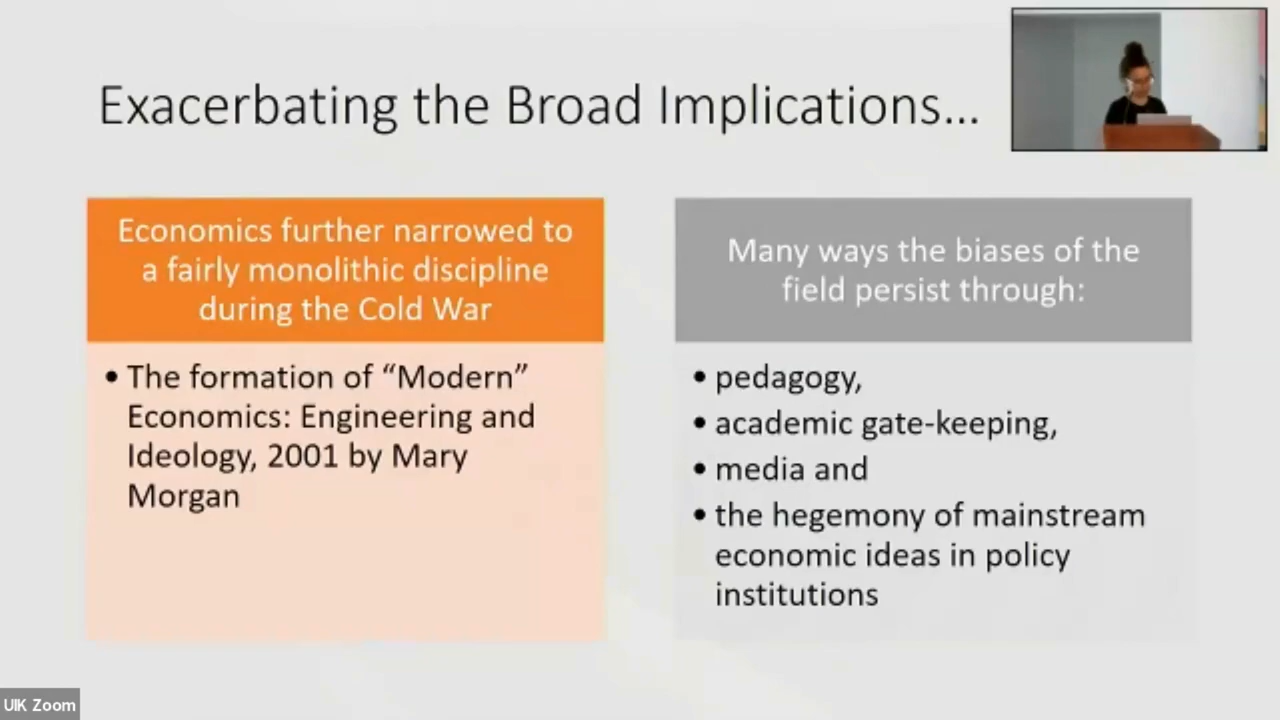 Exacerbating the Broad Implications...
Economics further narrowed to
a fairly monolithic discipline
during the Cold War
• The formation of “Modern”
Economics: Engineering and
Ideology, 2001 by Mary
Morgan
Many ways the biases of the
field persist through:
• pedagogy,
• academic gate-keeping,
• media and
• the hegemony of mainstream
economic ideas in policy
institutions
UIK Zoom